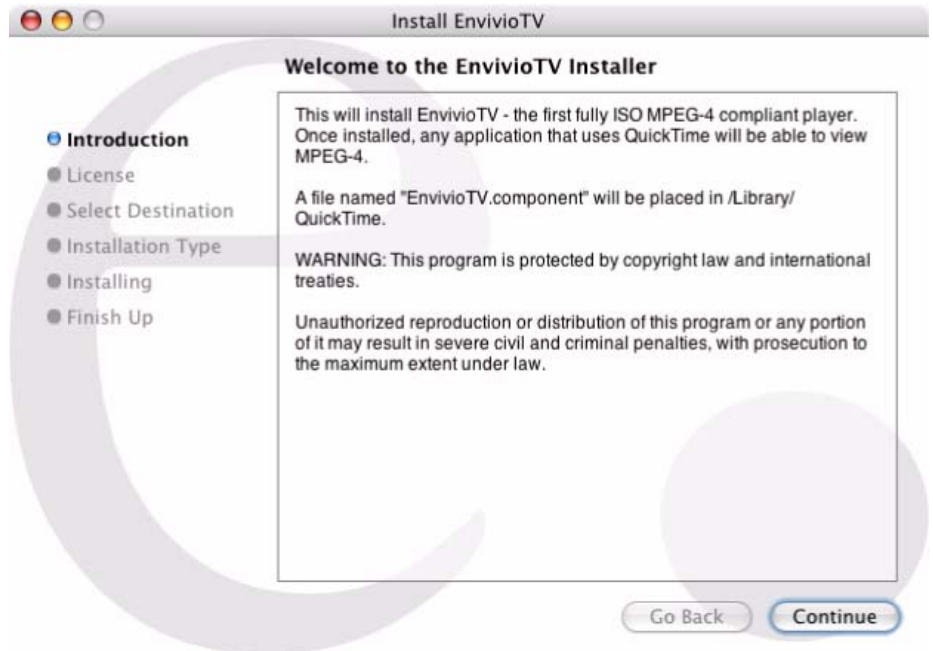 Install EnvivioTV
Welcome to the EnvivioTV Installer
Introduction
License
Select Destination
Installation Type
Installing
Finish Up
This will install EnvivioTV - the first fully ISO MPEG-4 compliant player.
Once installed, any application that uses QuickTime will be able to view
MPEG-4.
A file named "EnvivioTV.component" will be placed in /Library/
QuickTime.
WARNING: This program is protected by copyright law and international
treaties.
Unauthorized reproduction or distribution of this program or any portion
of it may result in severe civil and criminal penalties, with prosecution to
the maximum extent under law.
Go Back
Continue